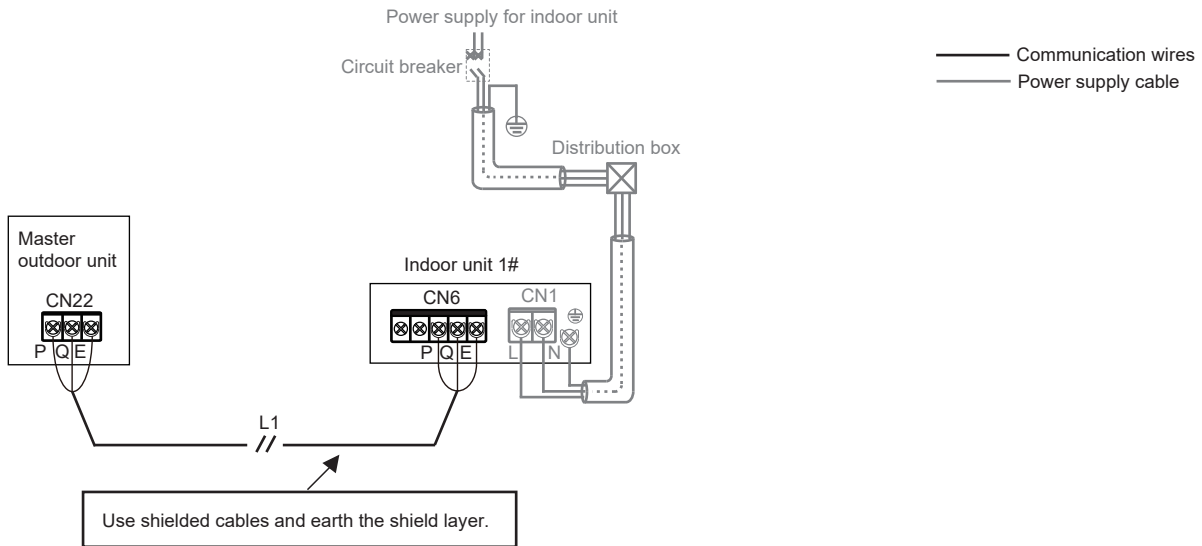 Power supply for indoor unit
Circuit breaker
Communication wires
Power supply cable
Distribution box
Master
outdoor unit
CN22
P Q E
Indoor unit 1#
CN6
P Q E
CN1
L N
L1
Use shielded cables and earth the shield layer.